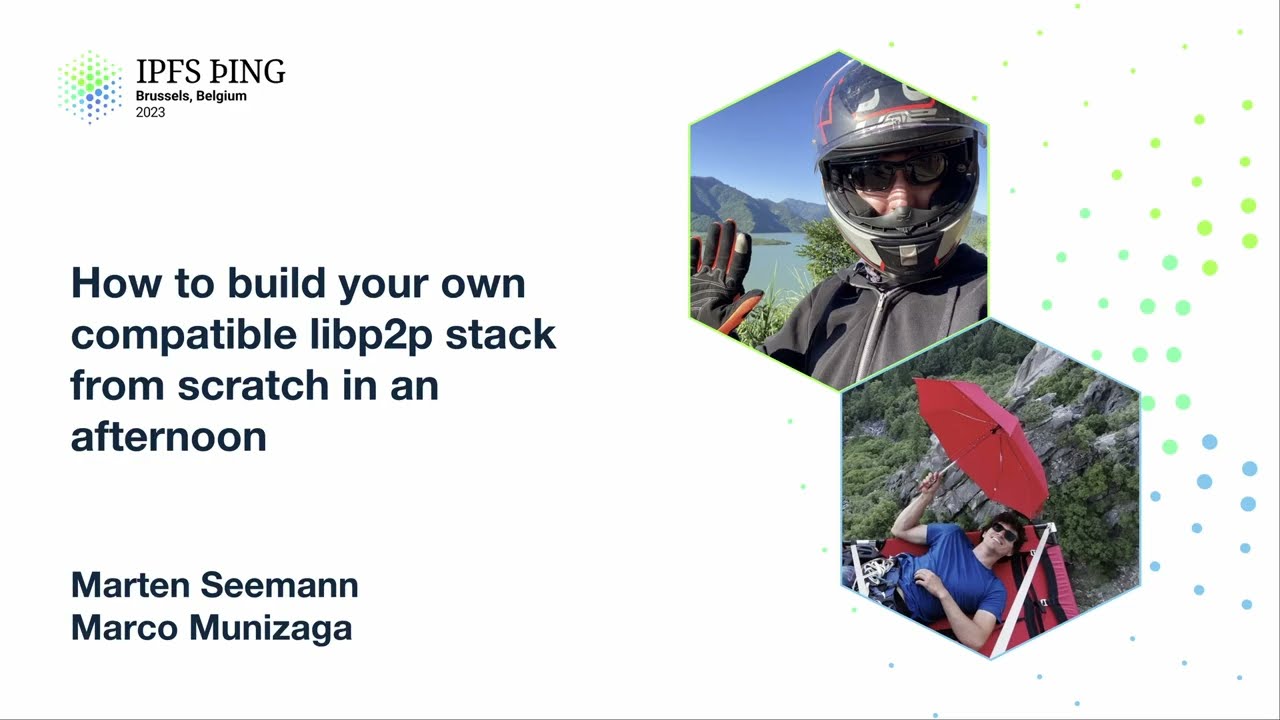 IPFS ÞING
Brussels, Belgium
2023
How to build your own
compatible libp2p stack
from scratch in an
afternoon
Marten Seemann
Marco Munizaga